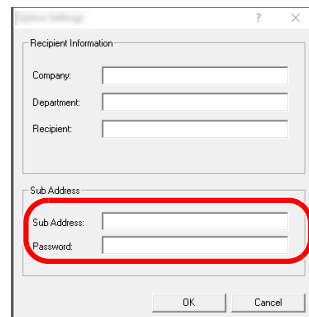 ?
Recipient Information
Company:
Department:
Recipient:
Sub Address
Sub Address:
Password:
OK Cancel